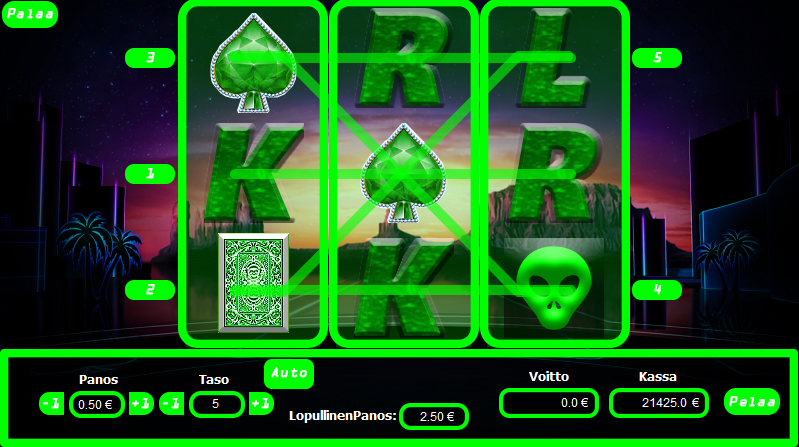 Palaa
R L
3 5
K R
1
K
2 4
Auto
Panos Taso Voitto Kassa
-1 0.50 € +1 -1 5 +1 0.0 € 21425.0 € Pelaa
LopullinenPanos: 2.50 €